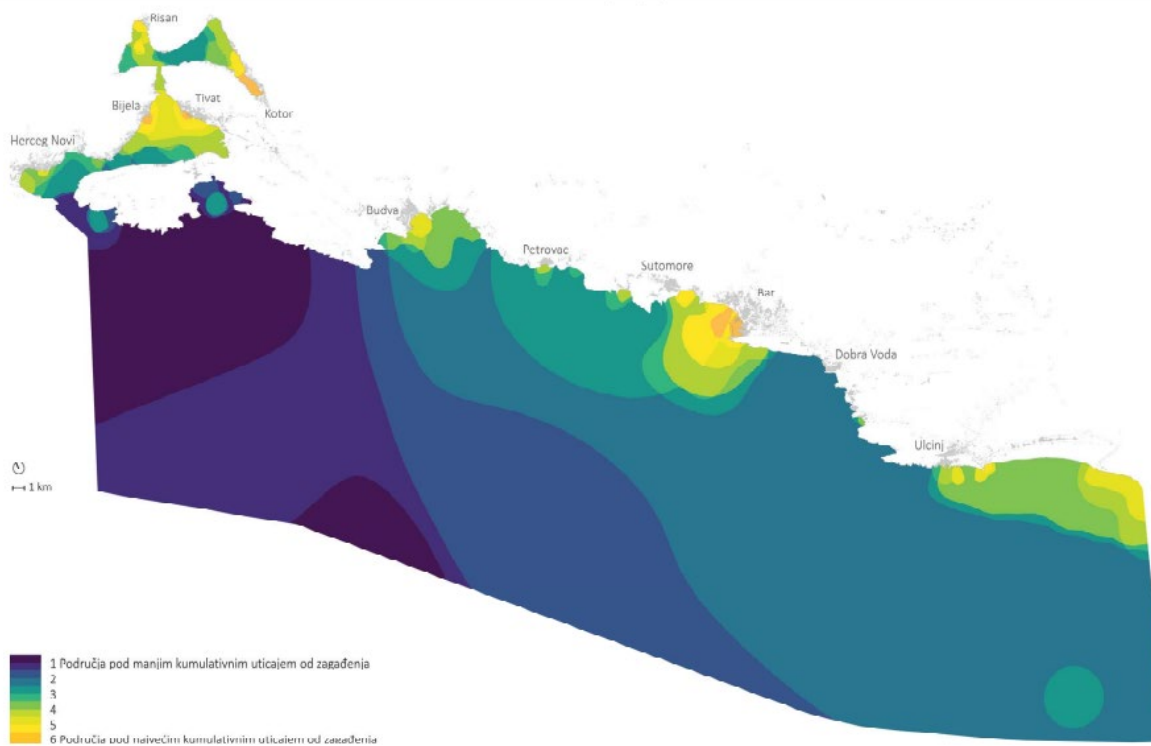 Risan
Bijela
Tivat
Kotor
Herceg Novi
Budva
Petrovac
Sutomore
Bar
Dobra Voda
Ulcinj
1 km
1 Područja pod manjim kumulativnim uticajem od zagađenja
2
3
4
5
6 Područja pod najvećim kumulativnim uticajem od zagađenja